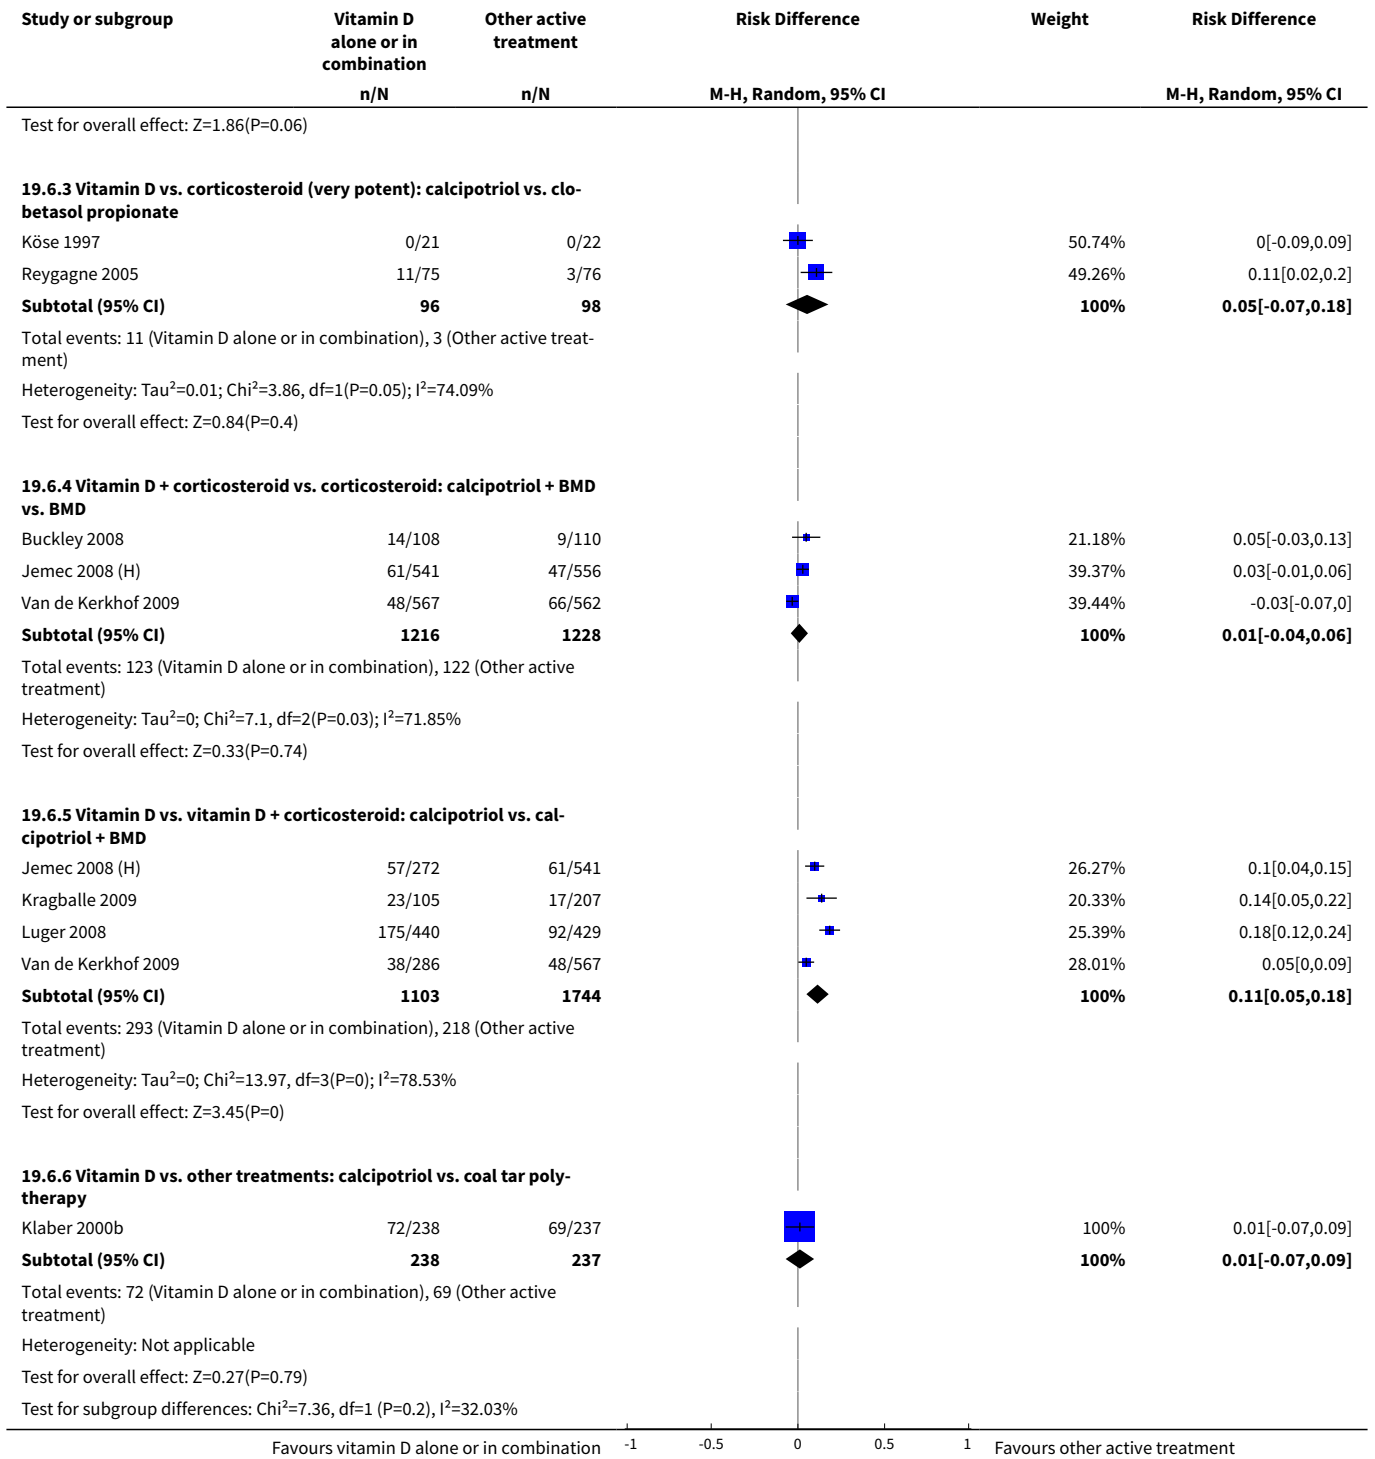 Study or subgroup Vitamin D alone or in combination Other active treatment Risk Difference Weight Risk Difference
n/N n/N M-H, Random, 95% CI M-H, Random, 95% CI
Test for overall effect: Z=1.86(P=0.06)
19.6.3 Vitamin D vs. corticosteroid (very potent): calcipotriol vs. clo-
betasol propionate
Köse 1997 0/21 0/22 50.74% 0[-0.09,0.09]
Reygagne 2005 11/75 3/76 49.26% 0.11[0.02,0.2]
Subtotal (95% CI) 96 98 100% 0.05[-0.07,0.18]
Total events: 11 (Vitamin D alone or in combination), 3 (Other active treat-
ment)
Heterogeneity: Tau²=0.01; Chi²=3.86, df=1(P=0.05); I²=74.09%
Test for overall effect: Z=0.84(P=0.4)
19.6.4 Vitamin D + corticosteroid vs. corticosteroid: calcipotriol + BMD
vs. BMD
Buckley 2008 14/108 9/110 21.18% 0.05[-0.03,0.13]
Jemec 2008 (H) 61/541 47/556 39.37% 0.03[-0.01,0.06]
Van de Kerkhof 2009 48/567 66/562 39.44% -0.03[-0.07,0]
Subtotal (95% CI) 1216 1228 100% 0.01[-0.04,0.06]
Total events: 123 (Vitamin D alone or in combination), 122 (Other active
treatment)
Heterogeneity: Tau²=0; Chi²=7.1, df=2(P=0.03); I²=71.85%
Test for overall effect: Z=0.33(P=0.74)
19.6.5 Vitamin D vs. vitamin D + corticosteroid: calcipotriol vs. cal-
cipotriol + BMD
Jemec 2008 (H) 57/272 61/541 26.27% 0.1[0.04,0.15]
Kragballe 2009 23/105 17/207 20.33% 0.14[0.05,0.22]
Luger 2008 175/440 92/429 25.39% 0.18[0.12,0.24]
Van de Kerkhof 2009 38/286 48/567 28.01% 0.05[0,0.09]
Subtotal (95% CI) 1103 1744 100% 0.11[0.05,0.18]
Total events: 293 (Vitamin D alone or in combination), 218 (Other active
treatment)
Heterogeneity: Tau²=0; Chi²=13.97, df=3(P=0); I²=78.53%
Test for overall effect: Z=3.45(P=0)
19.6.6 Vitamin D vs. other treatments: calcipotriol vs. coal tar poly-
therapy
Klaber 2000b 72/238 69/237 100% 0.01[-0.07,0.09]
Subtotal (95% CI) 238 237 100% 0.01[-0.07,0.09]
Total events: 72 (Vitamin D alone or in combination), 69 (Other active
treatment)
Heterogeneity: Not applicable
Test for overall effect: Z=0.27(P=0.79)
Test for subgroup differences: Chi²=7.36, df=1 (P=0.2), I²=32.03%
Favours vitamin D alone or in combination -1 -0.5 0 0.5 1 Favours other active treatment